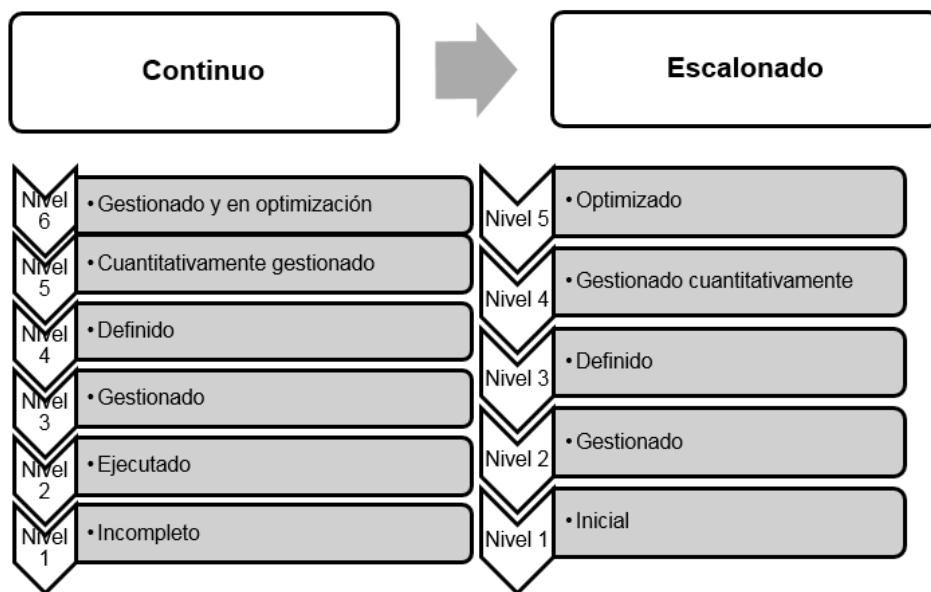 Continuo
Escalonado
Nivel
6
• Gestionado y en optimización
Nivel
5
• Cuantitativamente gestionado
Nivel
4
• Definido
Nivel
3
• Gestionado
Nivel
2
• Ejecutado
Nivel
1
• Incompleto
Nivel 5
• Optimizado
Nivel 4
• Gestionado cuantitativamente
Nivel 3
• Definido
Nivel 2
• Gestionado
Nivel 1
• Inicial